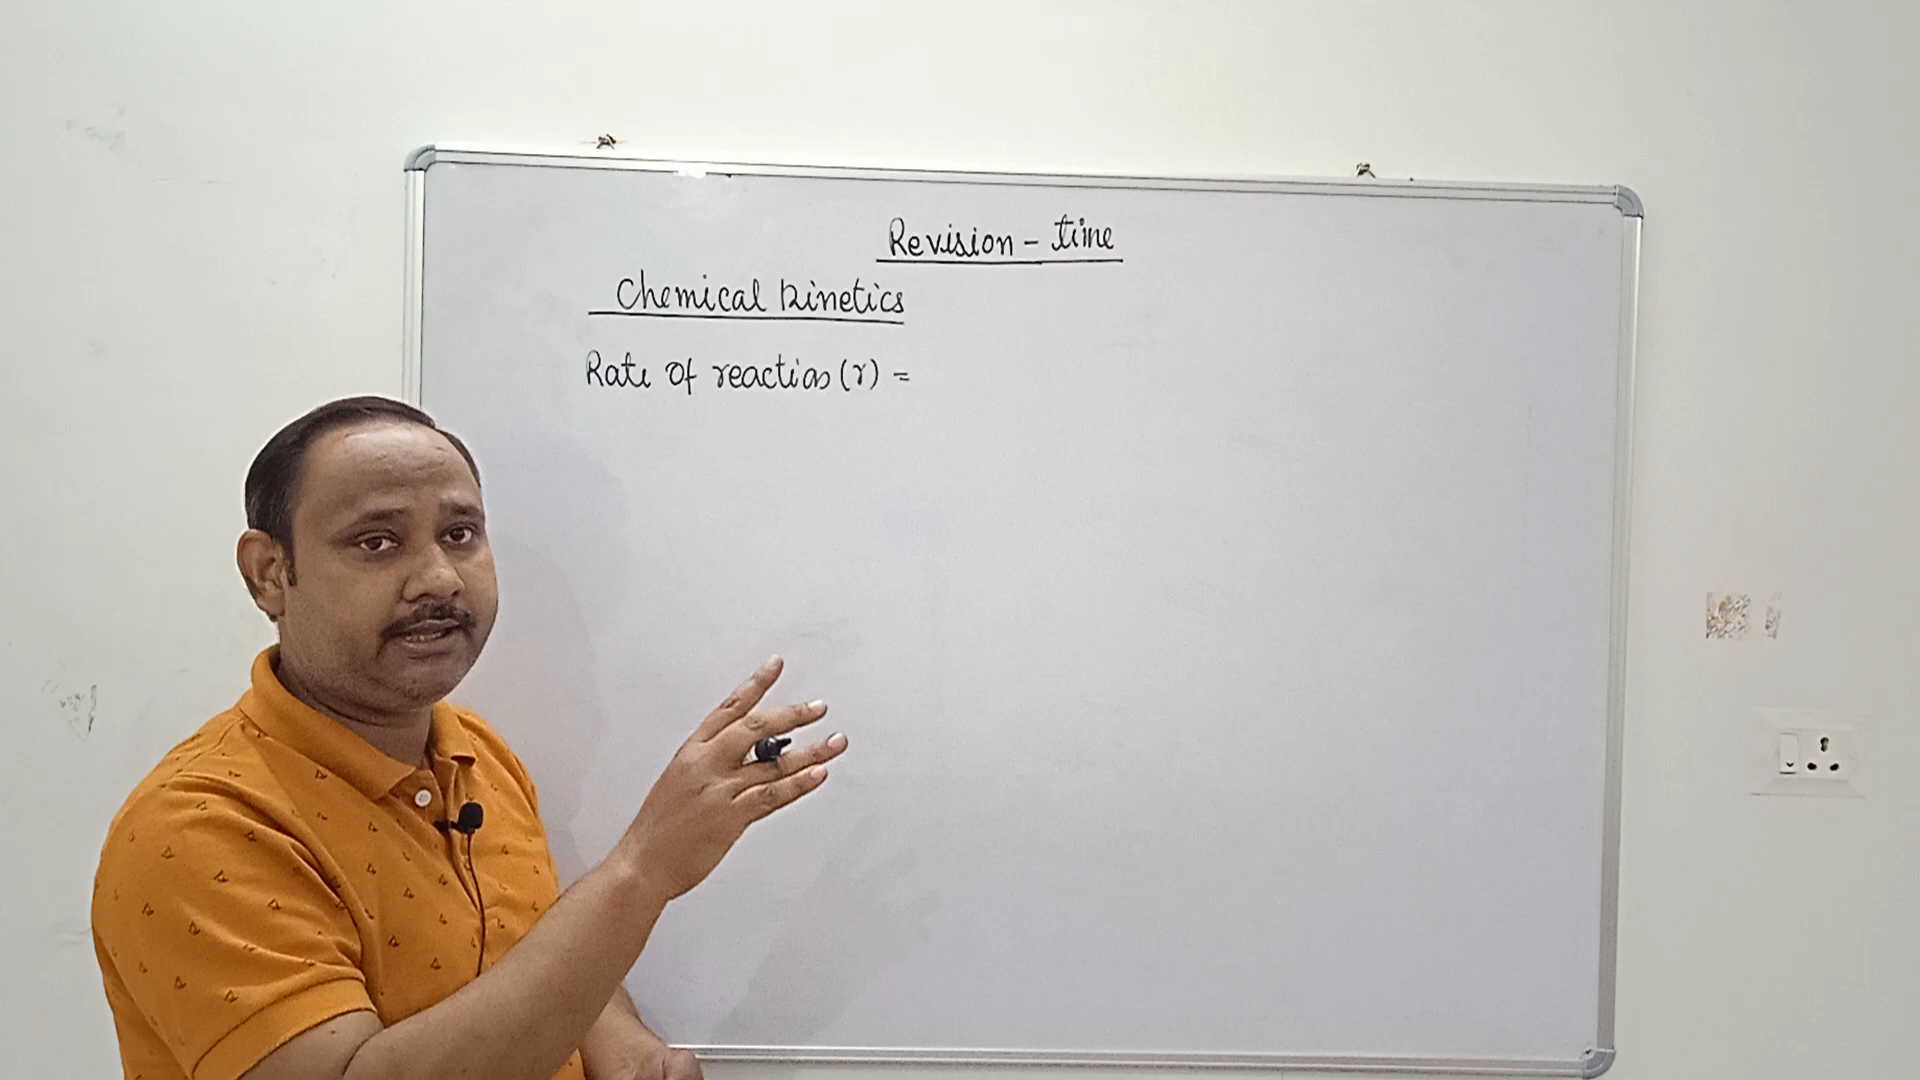 Revision - time
Chemical kinetics
Rate of reaction (r) =